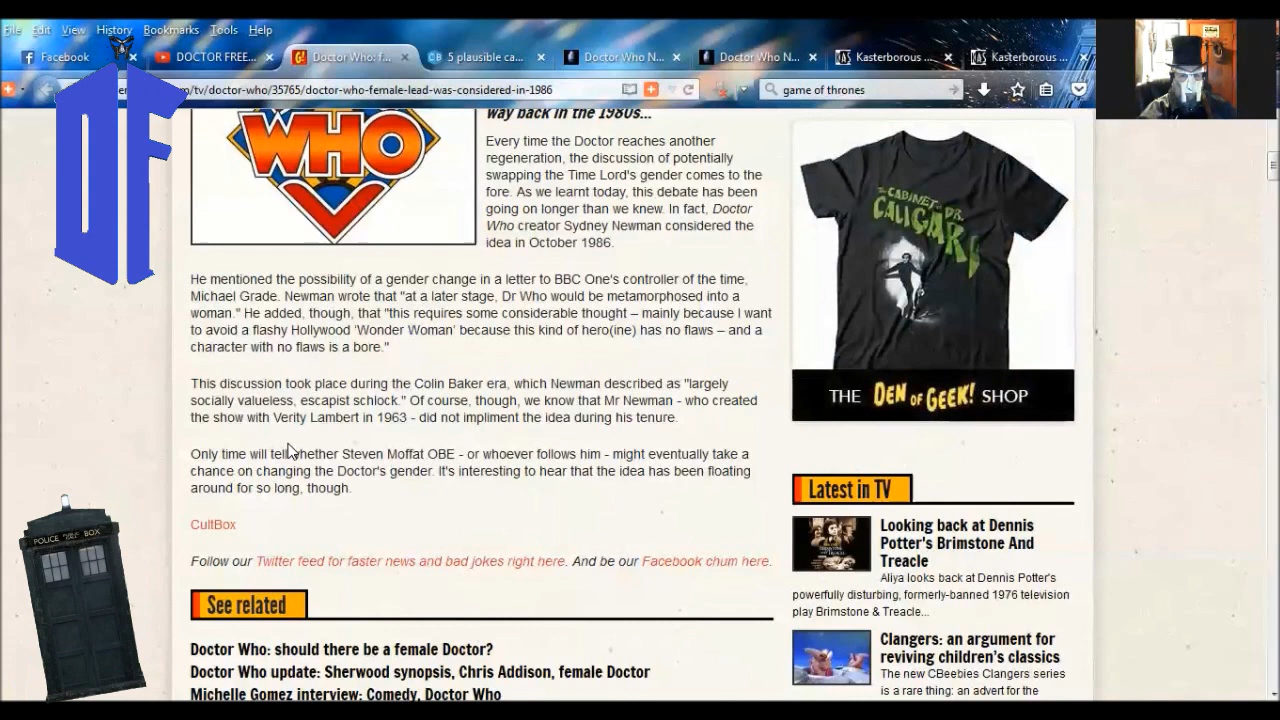 File Edit View History Bookmarks Tools Help
Facebook
DOCTOR FREE...
Doctor Who: f...
5 plausible ca...
Doctor Who N...
Doctor Who N...
Kasterborous ...
Kasterborous ...
om/tv/doctor-who/35765/doctor-who-female-lead-was-considered-in-1986
game of thrones
DF
WHO
way back in the 1980s...
Every time the Doctor reaches another
regeneration, the discussion of potentially
swapping the Time Lord's gender comes to the
fore. As we learnt today, this debate has been
going on longer than we knew. In fact, Doctor
Who creator Sydney Newman considered the
idea in October 1986.
He mentioned the possibility of a gender change in a letter to BBC One's controller of the time,
Michael Grade. Newman wrote that "at a later stage, Dr Who would be metamorphosed into a
woman." He added, though, that "this requires some considerable thought – mainly because I want
to avoid a flashy Hollywood ‘Wonder Woman’ because this kind of hero(ine) has no flaws – and a
character with no flaws is a bore."
This discussion took place during the Colin Baker era, which Newman described as "largely
socially valueless, escapist schlock." Of course, though, we know that Mr Newman - who created
the show with Verity Lambert in 1963 - did not impliment the idea during his tenure.
Only time will tell whether Steven Moffat OBE - or whoever follows him - might eventually take a
chance on changing the Doctor's gender. It's interesting to hear that the idea has been floating
around for so long, though.
CultBox
Follow our Twitter feed for faster news and bad jokes right here. And be our Facebook chum here.
See related
Doctor Who: should there be a female Doctor?
Doctor Who update: Sherwood synopsis, Chris Addison, female Doctor
Michelle Gomez interview: Comedy, Doctor Who
THE CABINET OF DR.
CALIGARI
THE DEN OF GEEK! SHOP
Latest in TV
Looking back at Dennis
Potter's Brimstone And
Treacle
Aliya looks back at Dennis Potter's
powerfully disturbing, formerly-banned 1976 television
play Brimstone & Treacle...
Clangers: an argument for
reviving children’s classics
The new CBeebies Clangers series
is a rare thing: an advert for the
POLICE BOX